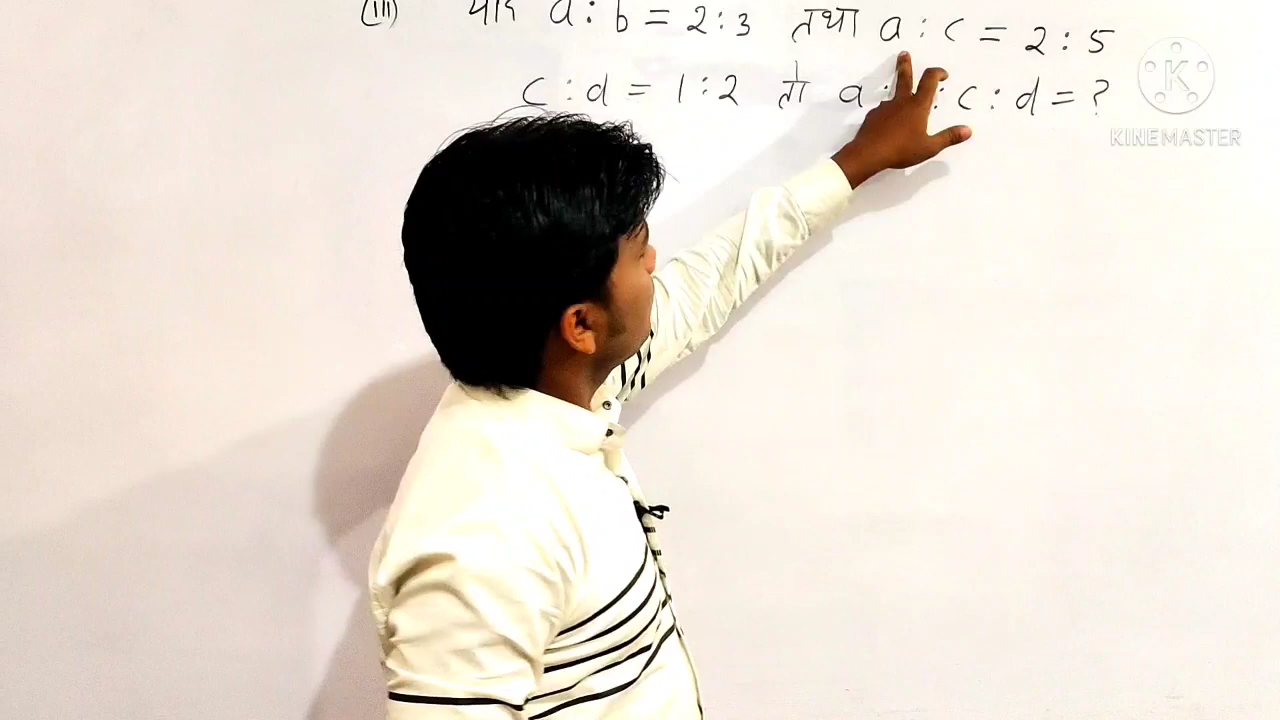 (iii) यदि a : b = 2 : 3 तथा a : c = 2 : 5
c : d = 1 : 2 तो a : : c : d = ?
K
KINEMASTER